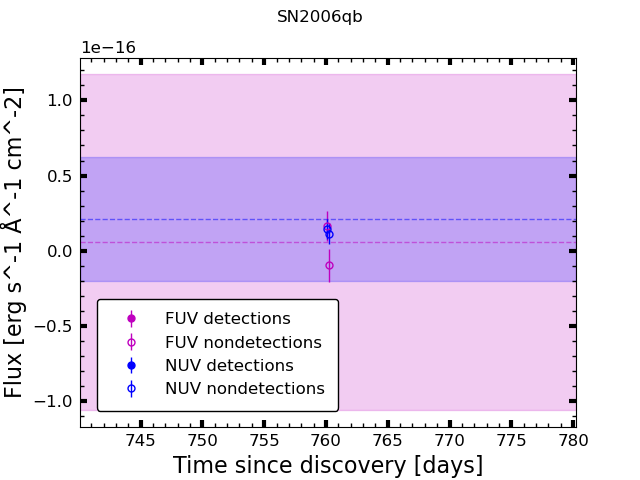 SN2006qb
1e−16
1.0
0.5
0.0
−0.5
−1.0
Flux [erg s^-1 Å^-1 cm^-2]
FUV detections
FUV nondetections
NUV detections
NUV nondetections
745 750 755 760 765 770 775 780
Time since discovery [days]